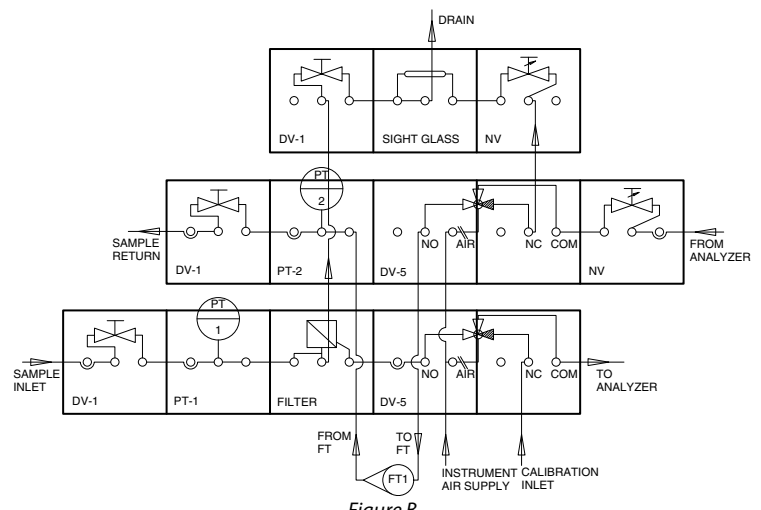 DRAIN
DV-1
SIGHT GLASS
NV
PT
2
NO
AIR
NC
COM
SAMPLE
RETURN
FROM
ANALYZER
DV-1
PT-2
DV-5
NV
PT
1
NO
AIR
NC
COM
SAMPLE
INLET
TO
ANALYZER
DV-1
PT-1
FILTER
DV-5
FROM
FT
TO
FT
FT1
INSTRUMENT
AIR SUPPLY
CALIBRATION
INLET